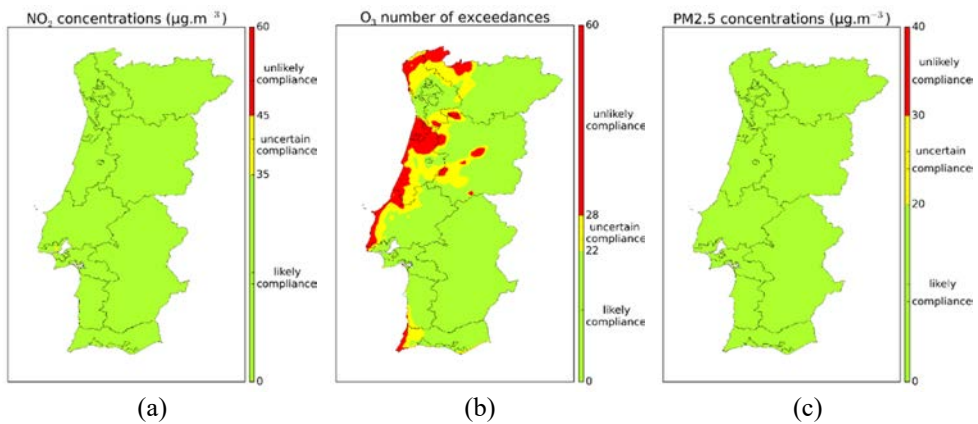 NO₂ concentrations (µg.m⁻³)
60
unlikely
compliance
45
uncertain
compliance
35
likely
compliance
0
(a)
O₃ number of exceedances
60
unlikely
compliance
28
uncertain
compliance
22
likely
compliance
0
(b)
PM2.5 concentrations (µg.m⁻³)
40
unlikely
compliance
30
uncertain
compliance
20
likely
compliance
0
(c)